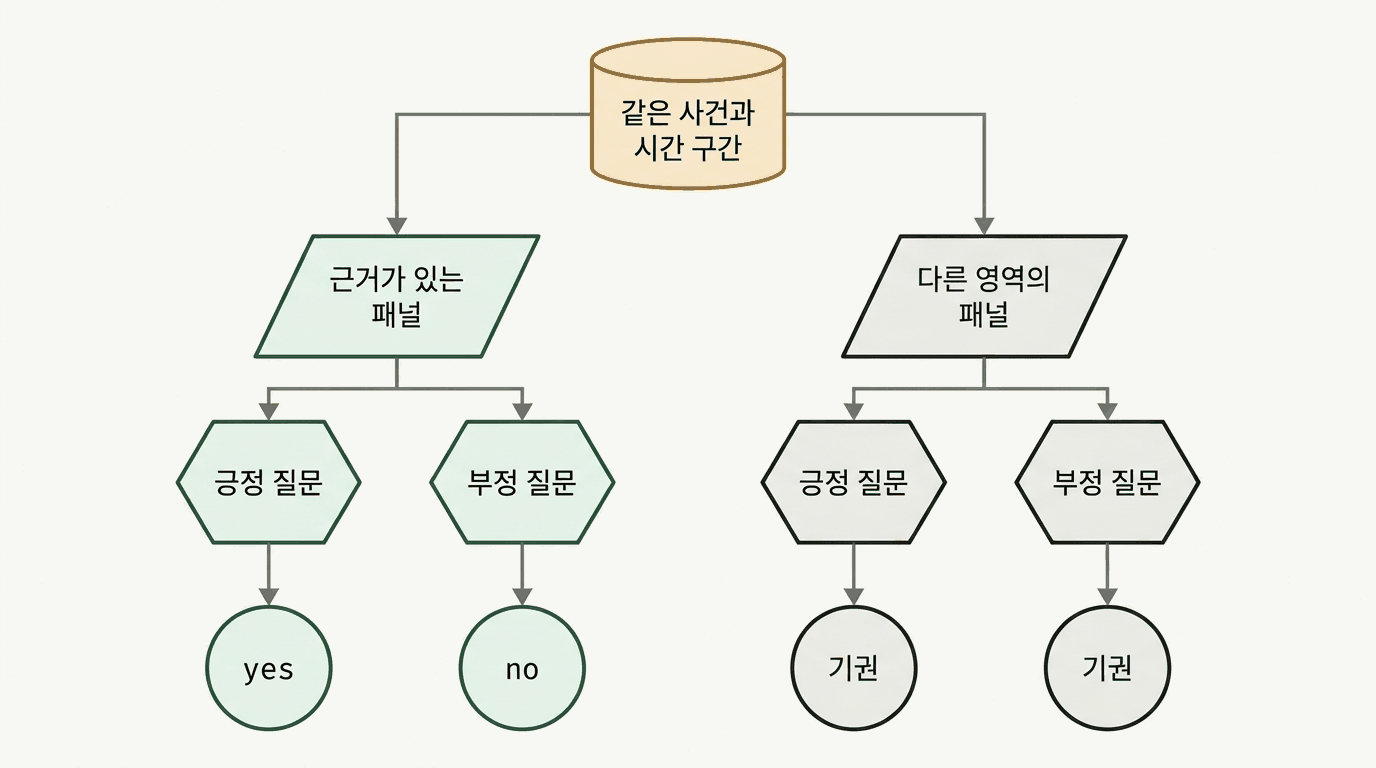 같은 사건과
시간 구간
근거가 있는
패널
다른 영역의
패널
긍정 질문
부정 질문
긍정 질문
부정 질문
yes
no
기권
기권